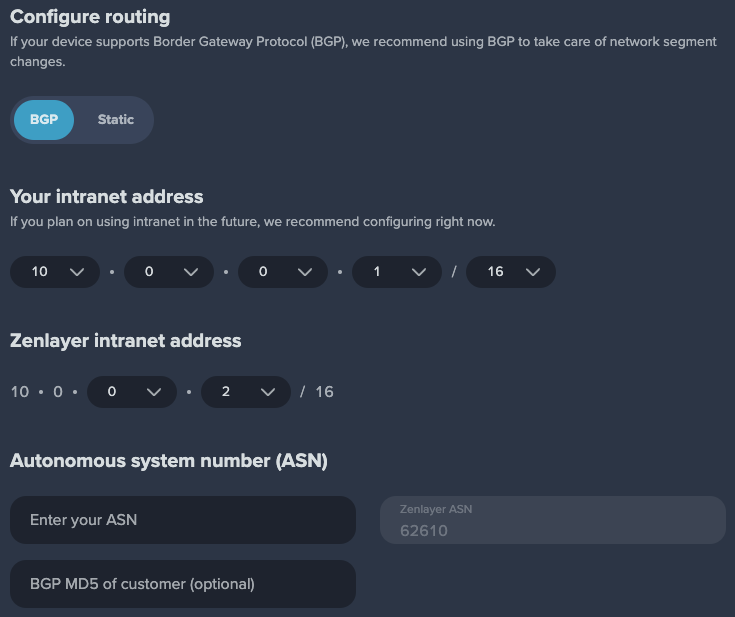 Configure routing
If your device supports Border Gateway Protocol (BGP), we recommend using BGP to take care of network segment
changes.
BGP Static
Your intranet address
If you plan on using intranet in the future, we recommend configuring right now.
10 • 0 • 0 • 1 / 16
Zenlayer intranet address
10 • 0 • 0 • 2 / 16
Autonomous system number (ASN)
Enter your ASN
Zenlayer ASN
62610
BGP MD5 of customer (optional)